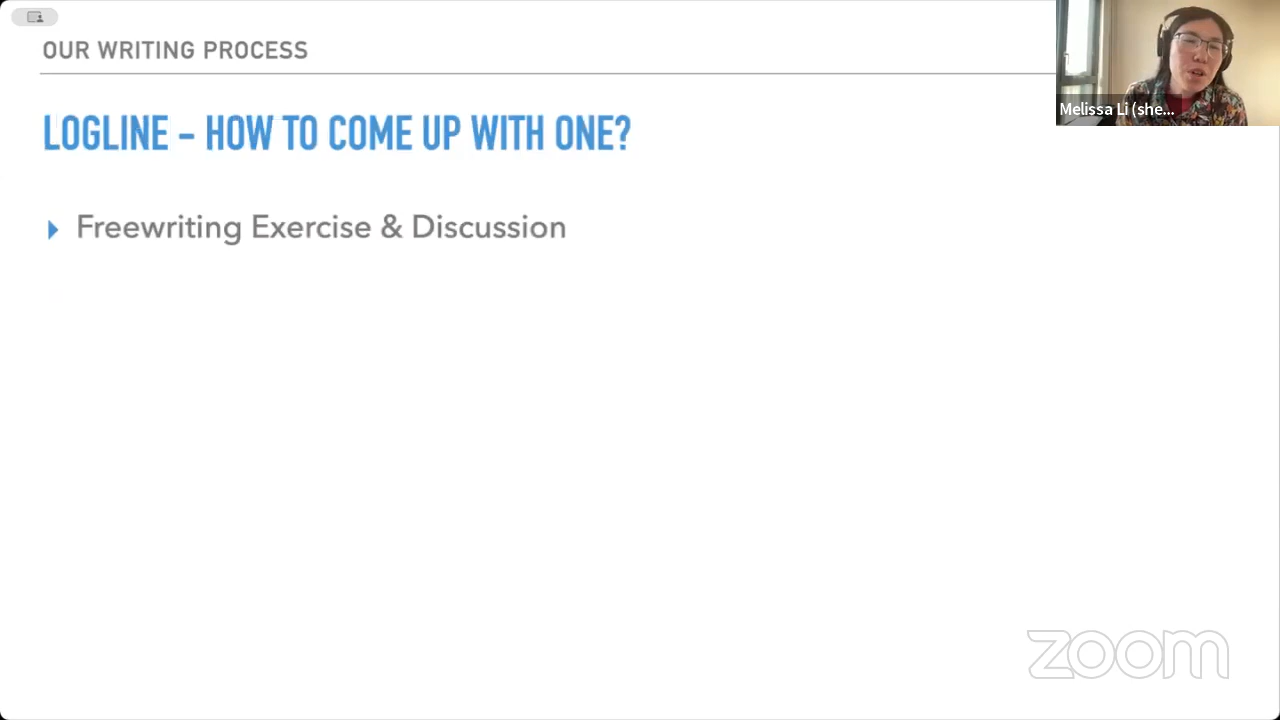 OUR WRITING PROCESS
LOGLINE - HOW TO COME UP WITH ONE?
Freewriting Exercise & Discussion
Melissa Li (she...
zoom